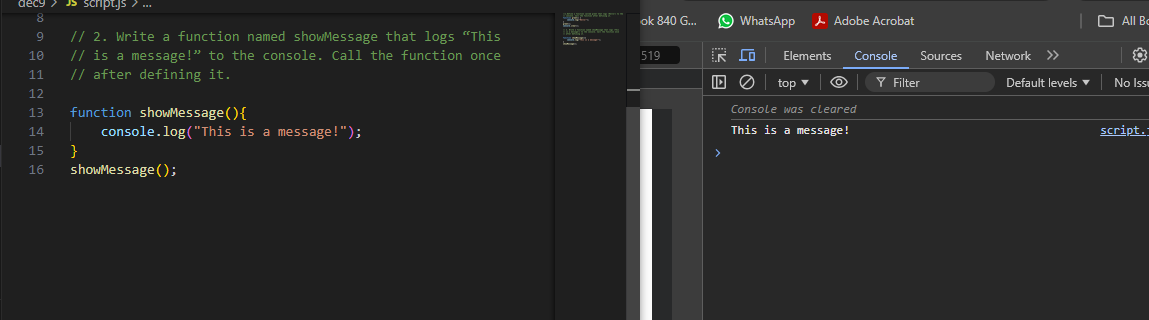 dec9 > JS script.js > ...
8
9 // 2. Write a function named showMessage that logs “This
10 // is a message!” to the console. Call the function once
11 // after defining it.
12
13 function showMessage(){
14 console.log("This is a message!");
15 }
16 showMessage();
ook 840 G... WhatsApp Adobe Acrobat All Bo
519
Elements Console Sources Network >>
top ▼ Filter Default levels ▼ No Issu
Console was cleared
This is a message! script.j
>